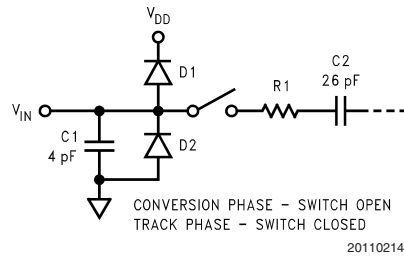 VDD
D1
C2
R1
26 pF
VIN
C1
D2
4 pF
CONVERSION PHASE – SWITCH OPEN
TRACK PHASE – SWITCH CLOSED
20110214